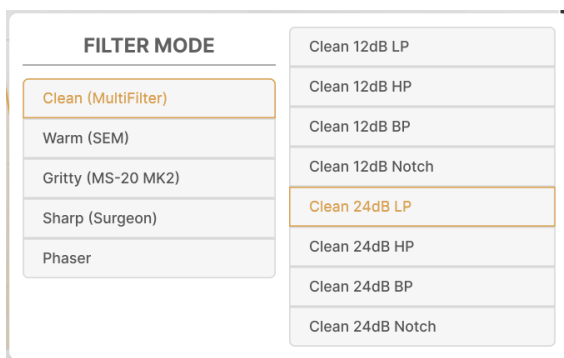 FILTER MODE
Clean (MultiFilter)
Warm (SEM)
Gritty (MS-20 MK2)
Sharp (Surgeon)
Phaser
Clean 12dB LP
Clean 12dB HP
Clean 12dB BP
Clean 12dB Notch
Clean 24dB LP
Clean 24dB HP
Clean 24dB BP
Clean 24dB Notch